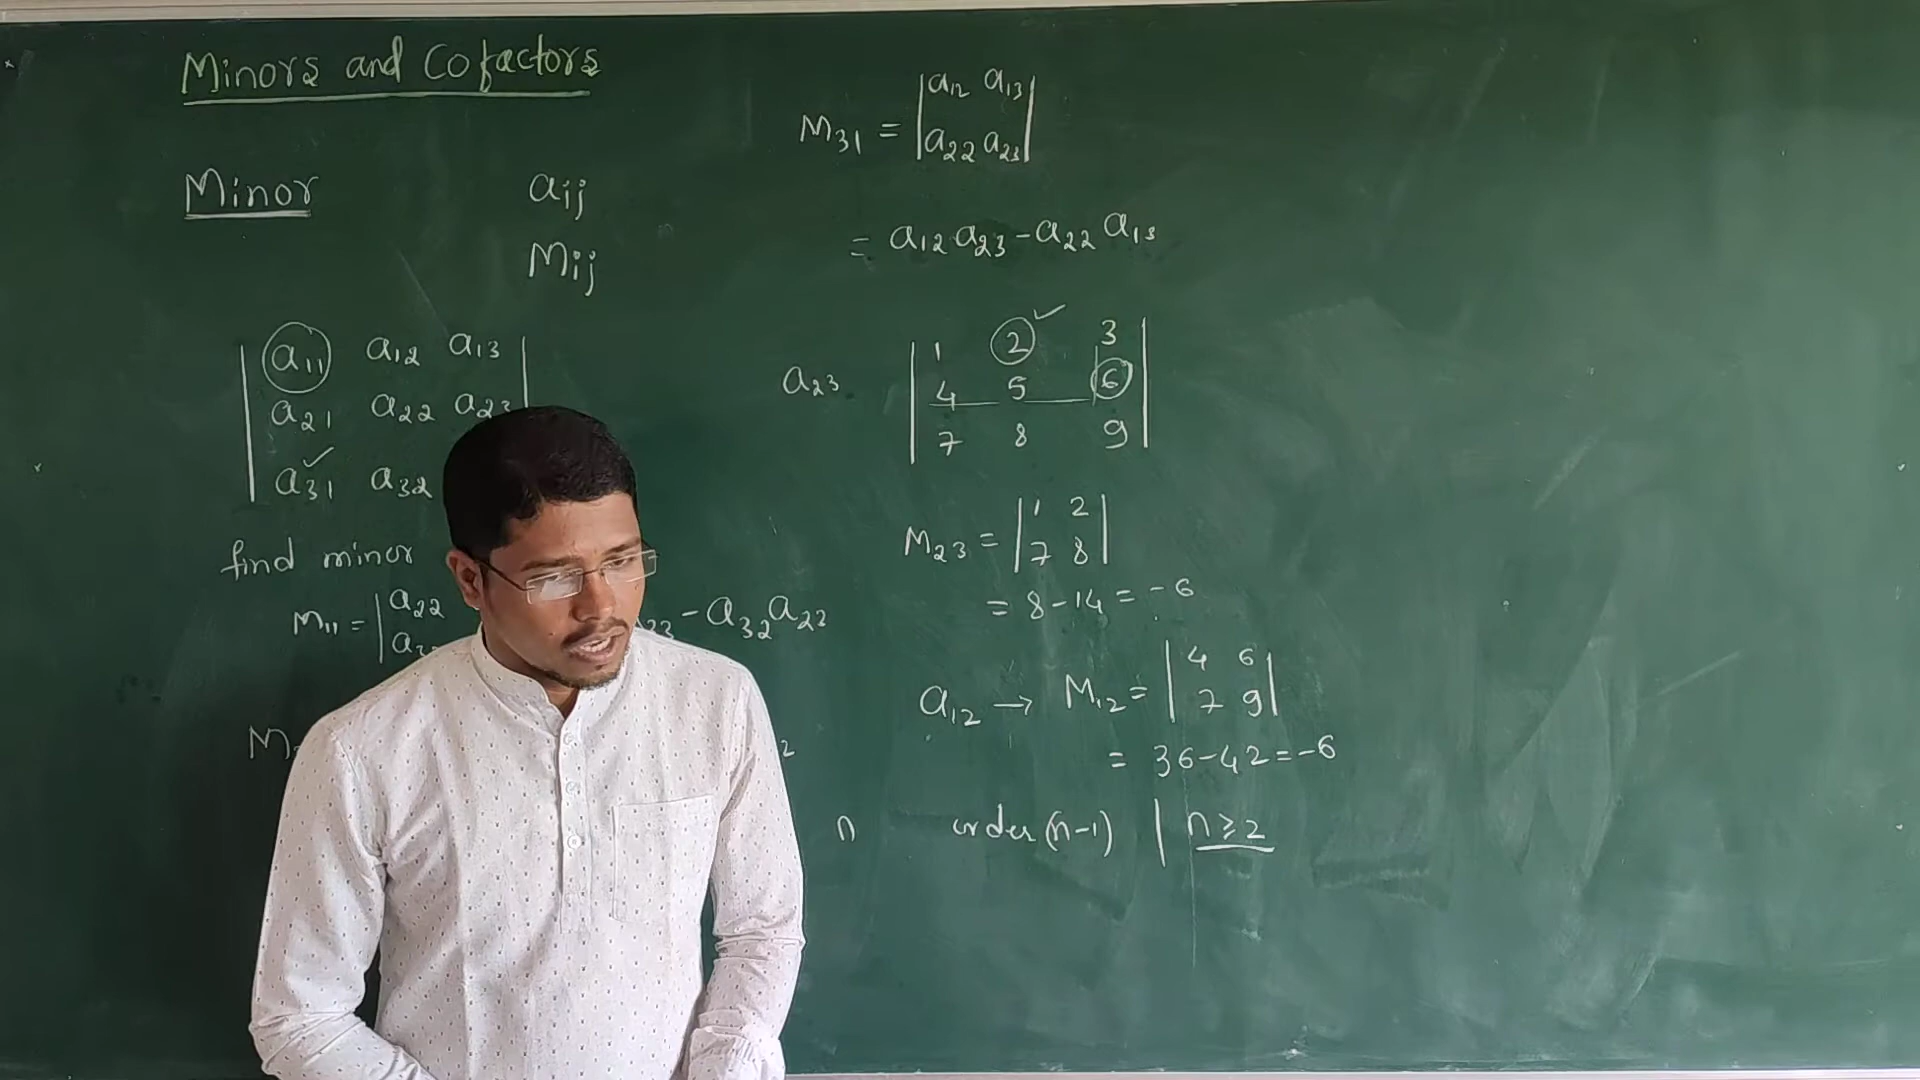 Minors and Cofactors
Minor
aij
Mij
a11 a12 a13
a21 a22 a23
a31 a32
find minor
M11 = | a22
- a32 a23
M
2
M31 = | a12 a13 |
| a22 a23 |
= a12 a23 - a22 a13
a23
| 1 2 3 |
| 4 5 6 |
| 7 8 9 |
M23 = | 1 2 |
| 7 8 |
= 8 - 14 = -6
a12 → M12 = | 4 6 |
| 7 9 |
= 36 - 42 = -6
n order (n-1) | n ≥ 2